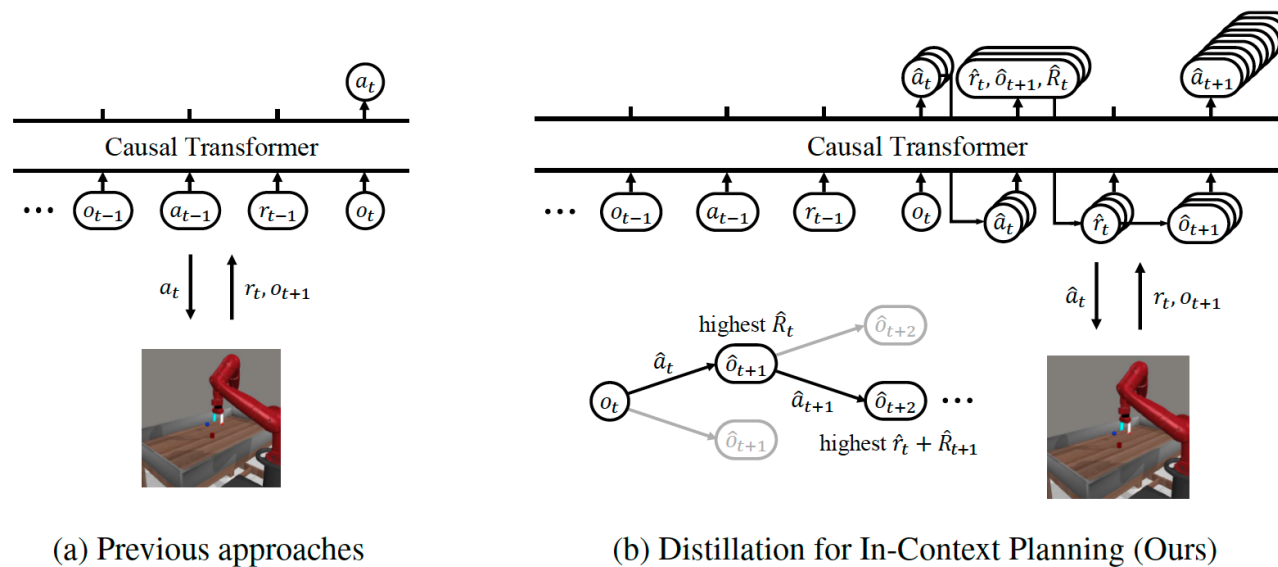 a_t
Causal Transformer
... o_{t−1} a_{t−1} r_{t−1} o_t
a_t r_t, o_{t+1}
(a) Previous approaches
â_t r̂_t, ô_{t+1}, R̂_t â_{t+1}
Causal Transformer
... o_{t−1} a_{t−1} r_{t−1} o_t â_t r̂_t ô_{t+1}
â_t r_t, o_{t+1}
highest R̂_t
ô_{t+2}
â_t ô_{t+1}
o_t â_{t+1} ô_{t+2} ...
ô_{t+1}
highest r̂_t + R̂_{t+1}
(b) Distillation for In-Context Planning (Ours)